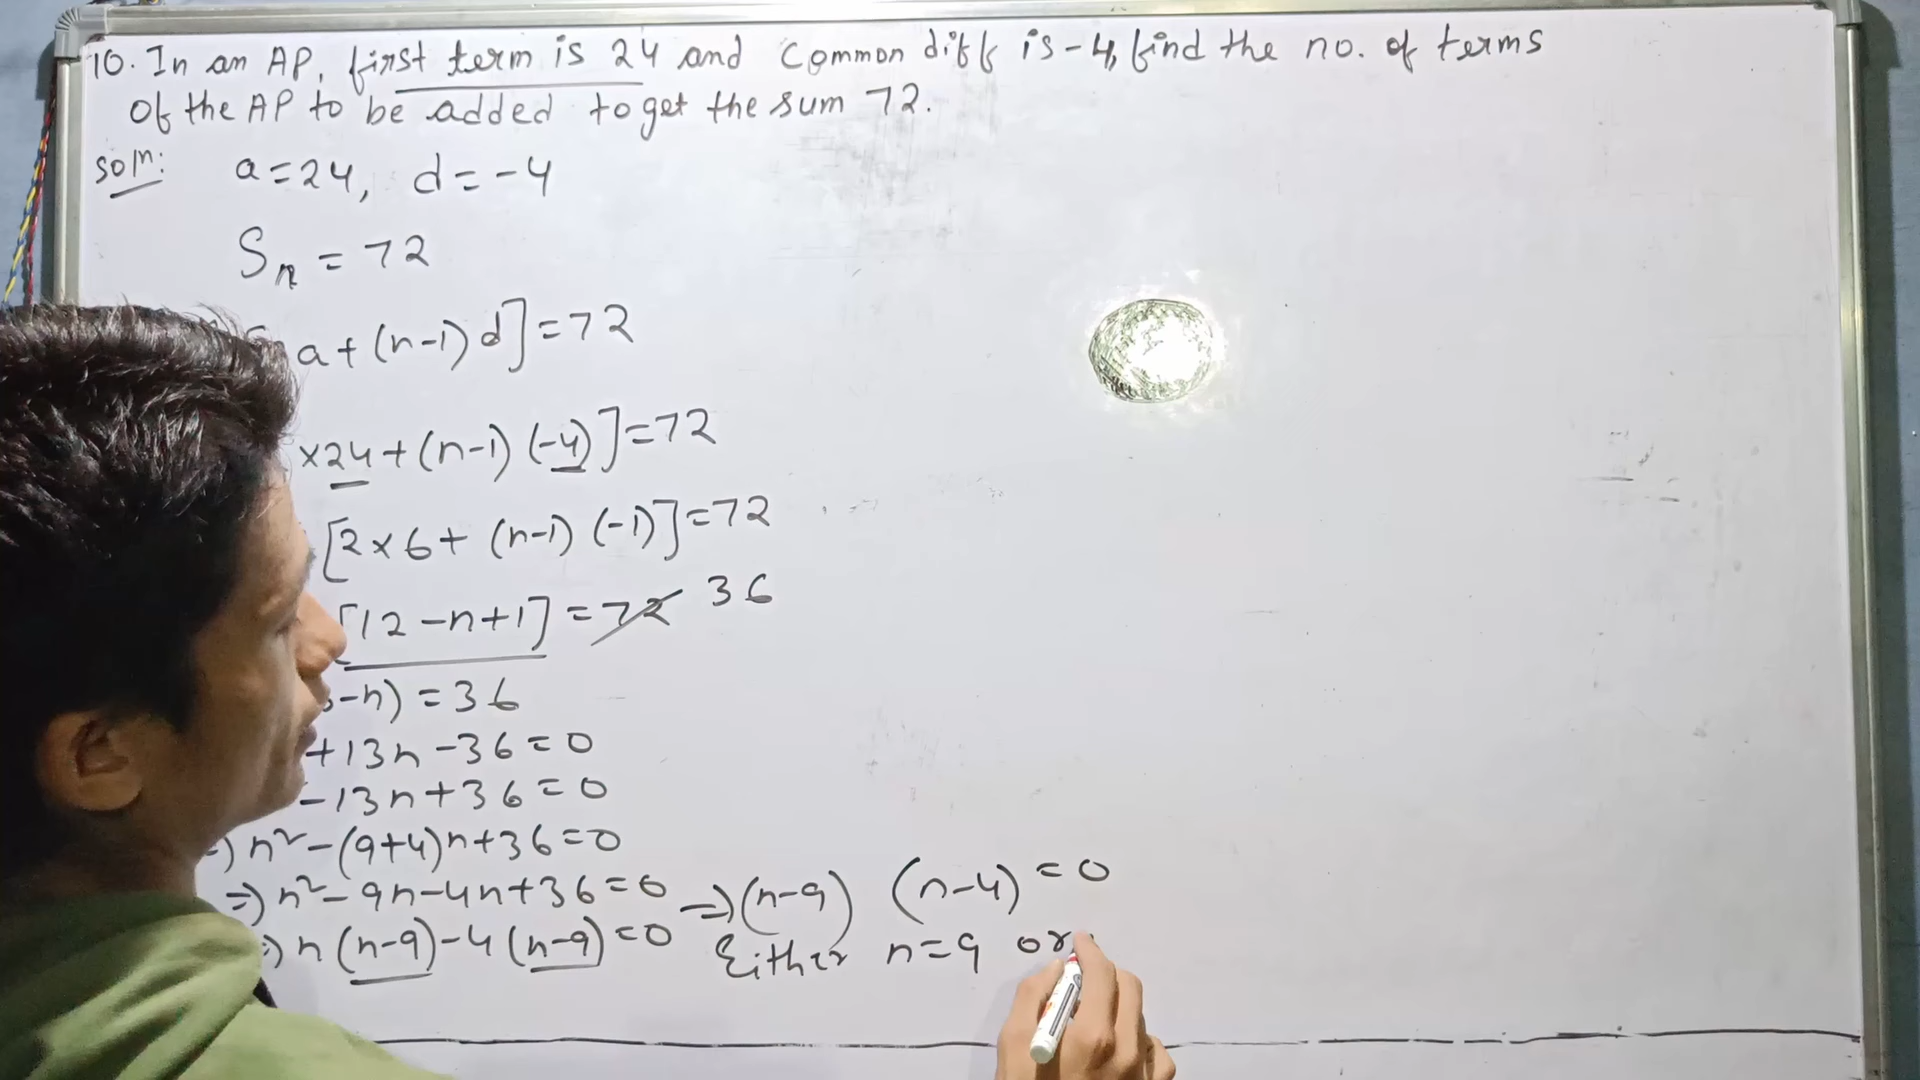 10. In an AP, first term is 24 and common diff is -4, find the no. of terms
of the AP to be added to get the sum 72.
soln: a=24, d=-4
Sn = 72
a+(n-1)d]=72
×24+(n-1)(-4)]=72
[2×6+(n-1)(-1)]=72
[12-n+1]=72 36
-n)=36
+13n-36=0
-13n+36=0
⇒ n²-(9+4)n+36=0
⇒ n²-9n-4n+36=0 ⇒(n-9) (n-4)=0
⇒ n(n-9)-4(n-9)=0 Either n=9 or